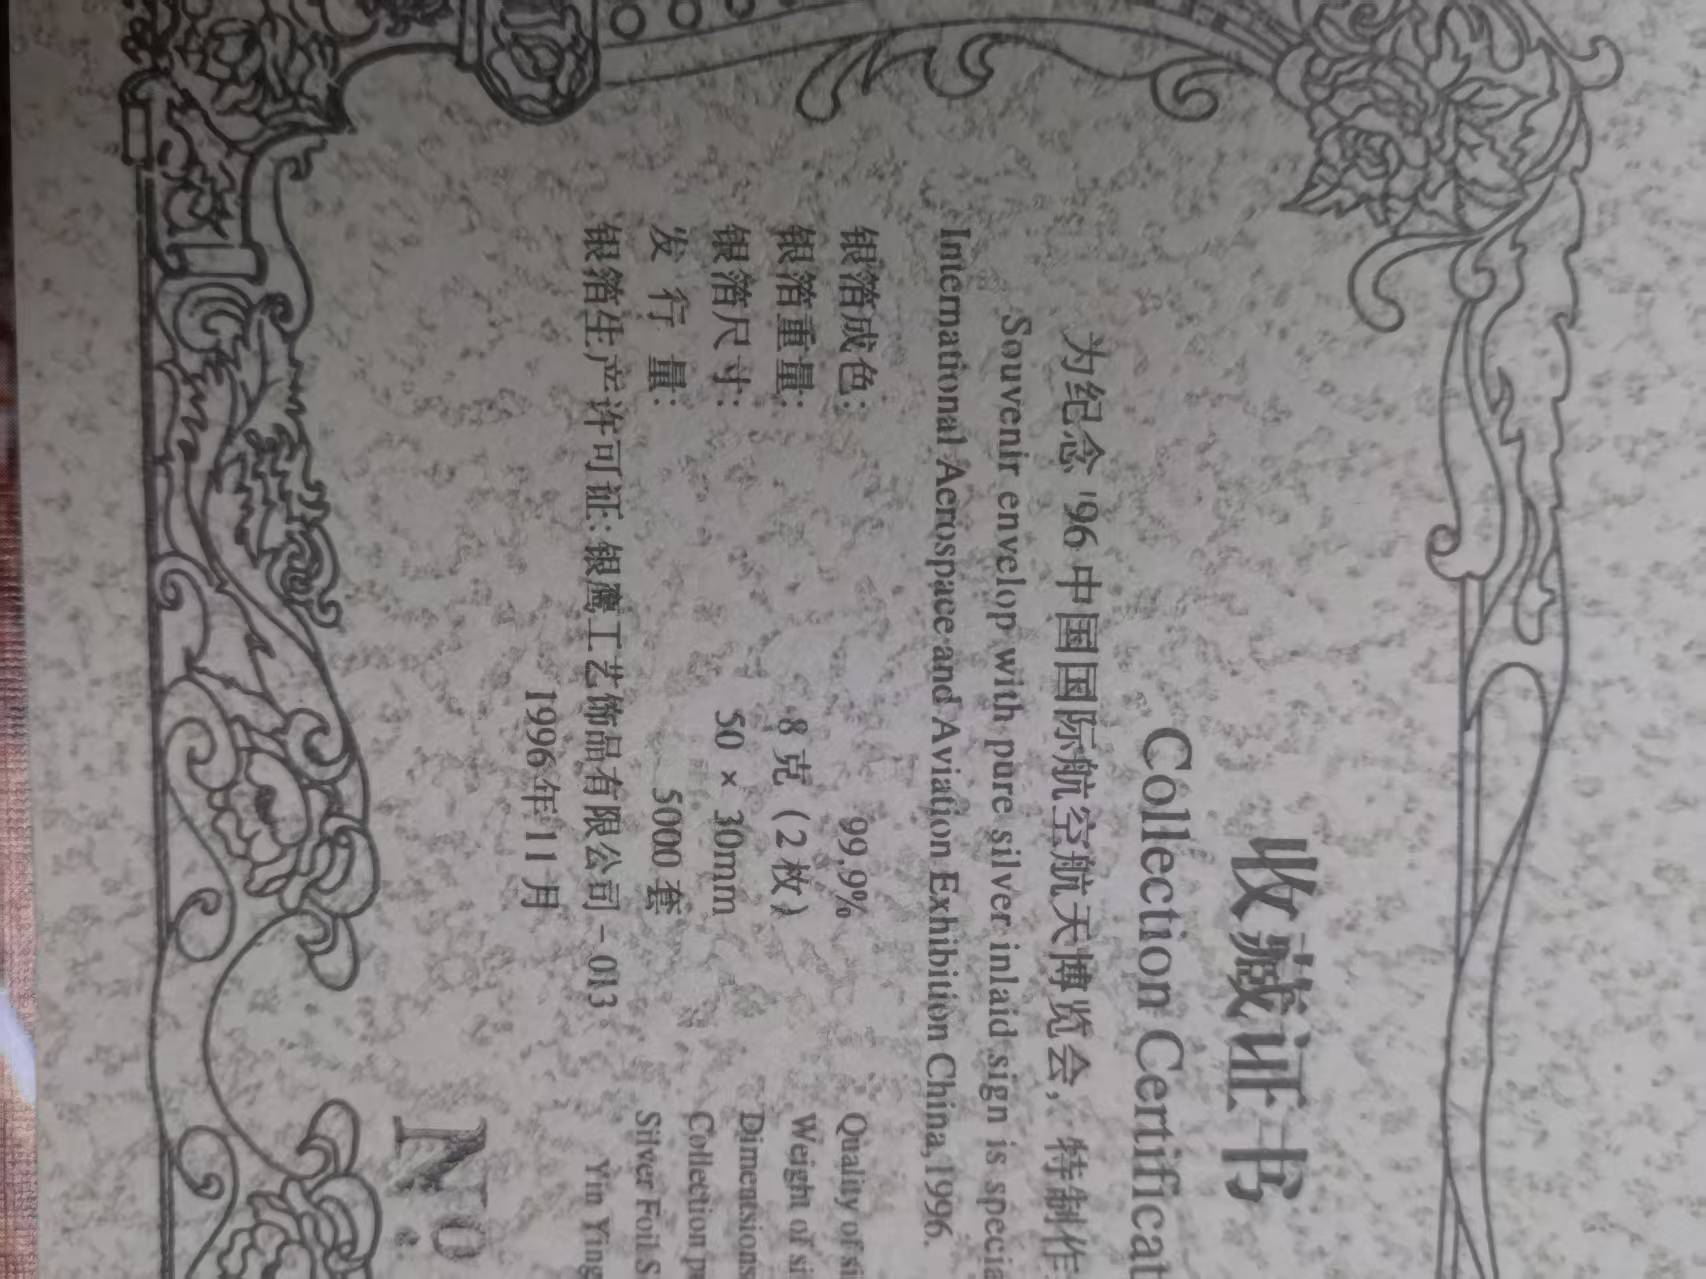 收藏证书
Collection Certificat
为纪念'96中国国际航空航天博览会，特制作
Souvenir envelop with pure silver inlaid sign is specia
International Aerospace and Aviation Exhibition China,1996.
银箔成色： 99.9%
银箔重量： 8克（2枚）
银箔尺寸： 50 × 30mm
发 行 量： 5000套
银箔生产许可证：银鹰工艺饰品有限公司－013
1996年11月
Quality of si
Weight of si
Dimentsions
Collection pu
Silver Foil S
Yin Ying
No: